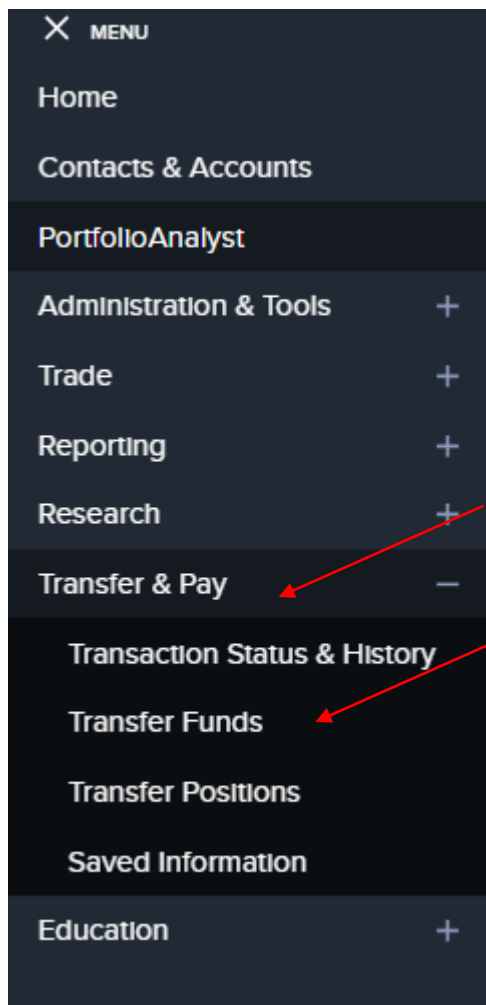 MENU
Home
Contacts & Accounts
PortfolioAnalyst
Administration & Tools
Trade
Reporting
Research
Transfer & Pay
Transaction Status & History
Transfer Funds
Transfer Positions
Saved Information
Education